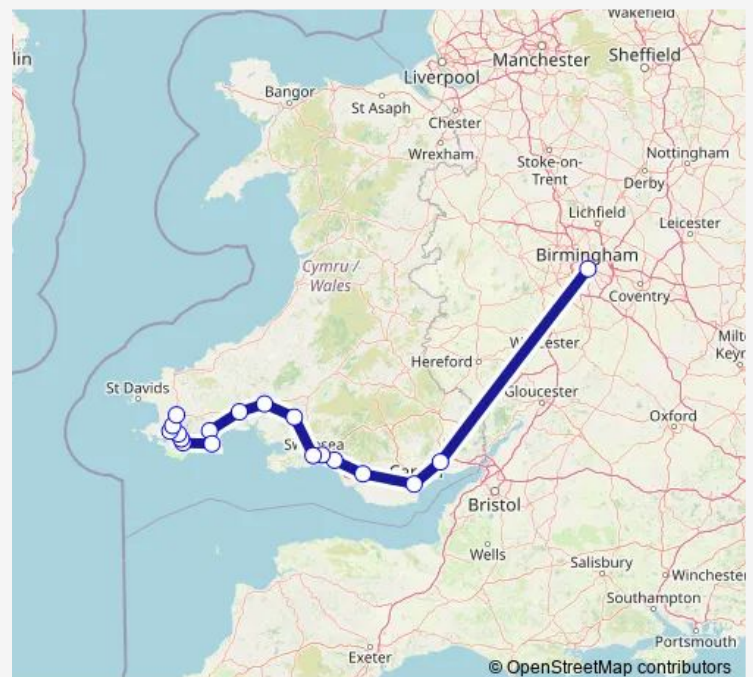 Wakefield
lin
Manchester
Sheffield
Liverpool
Bangor
St Asaph
Chester
Wrexham
Stoke-on-
Trent
Nottingham
Derby
Lichfield
Leicester
Birmingham
Cymru /
Wales
Coventry
Hereford
St Davids
Gloucester
Oxford
Bristol
Wells
Salisbury
Winchester
Southampton
Portsmouth
Exeter
© OpenStreetMap contributors